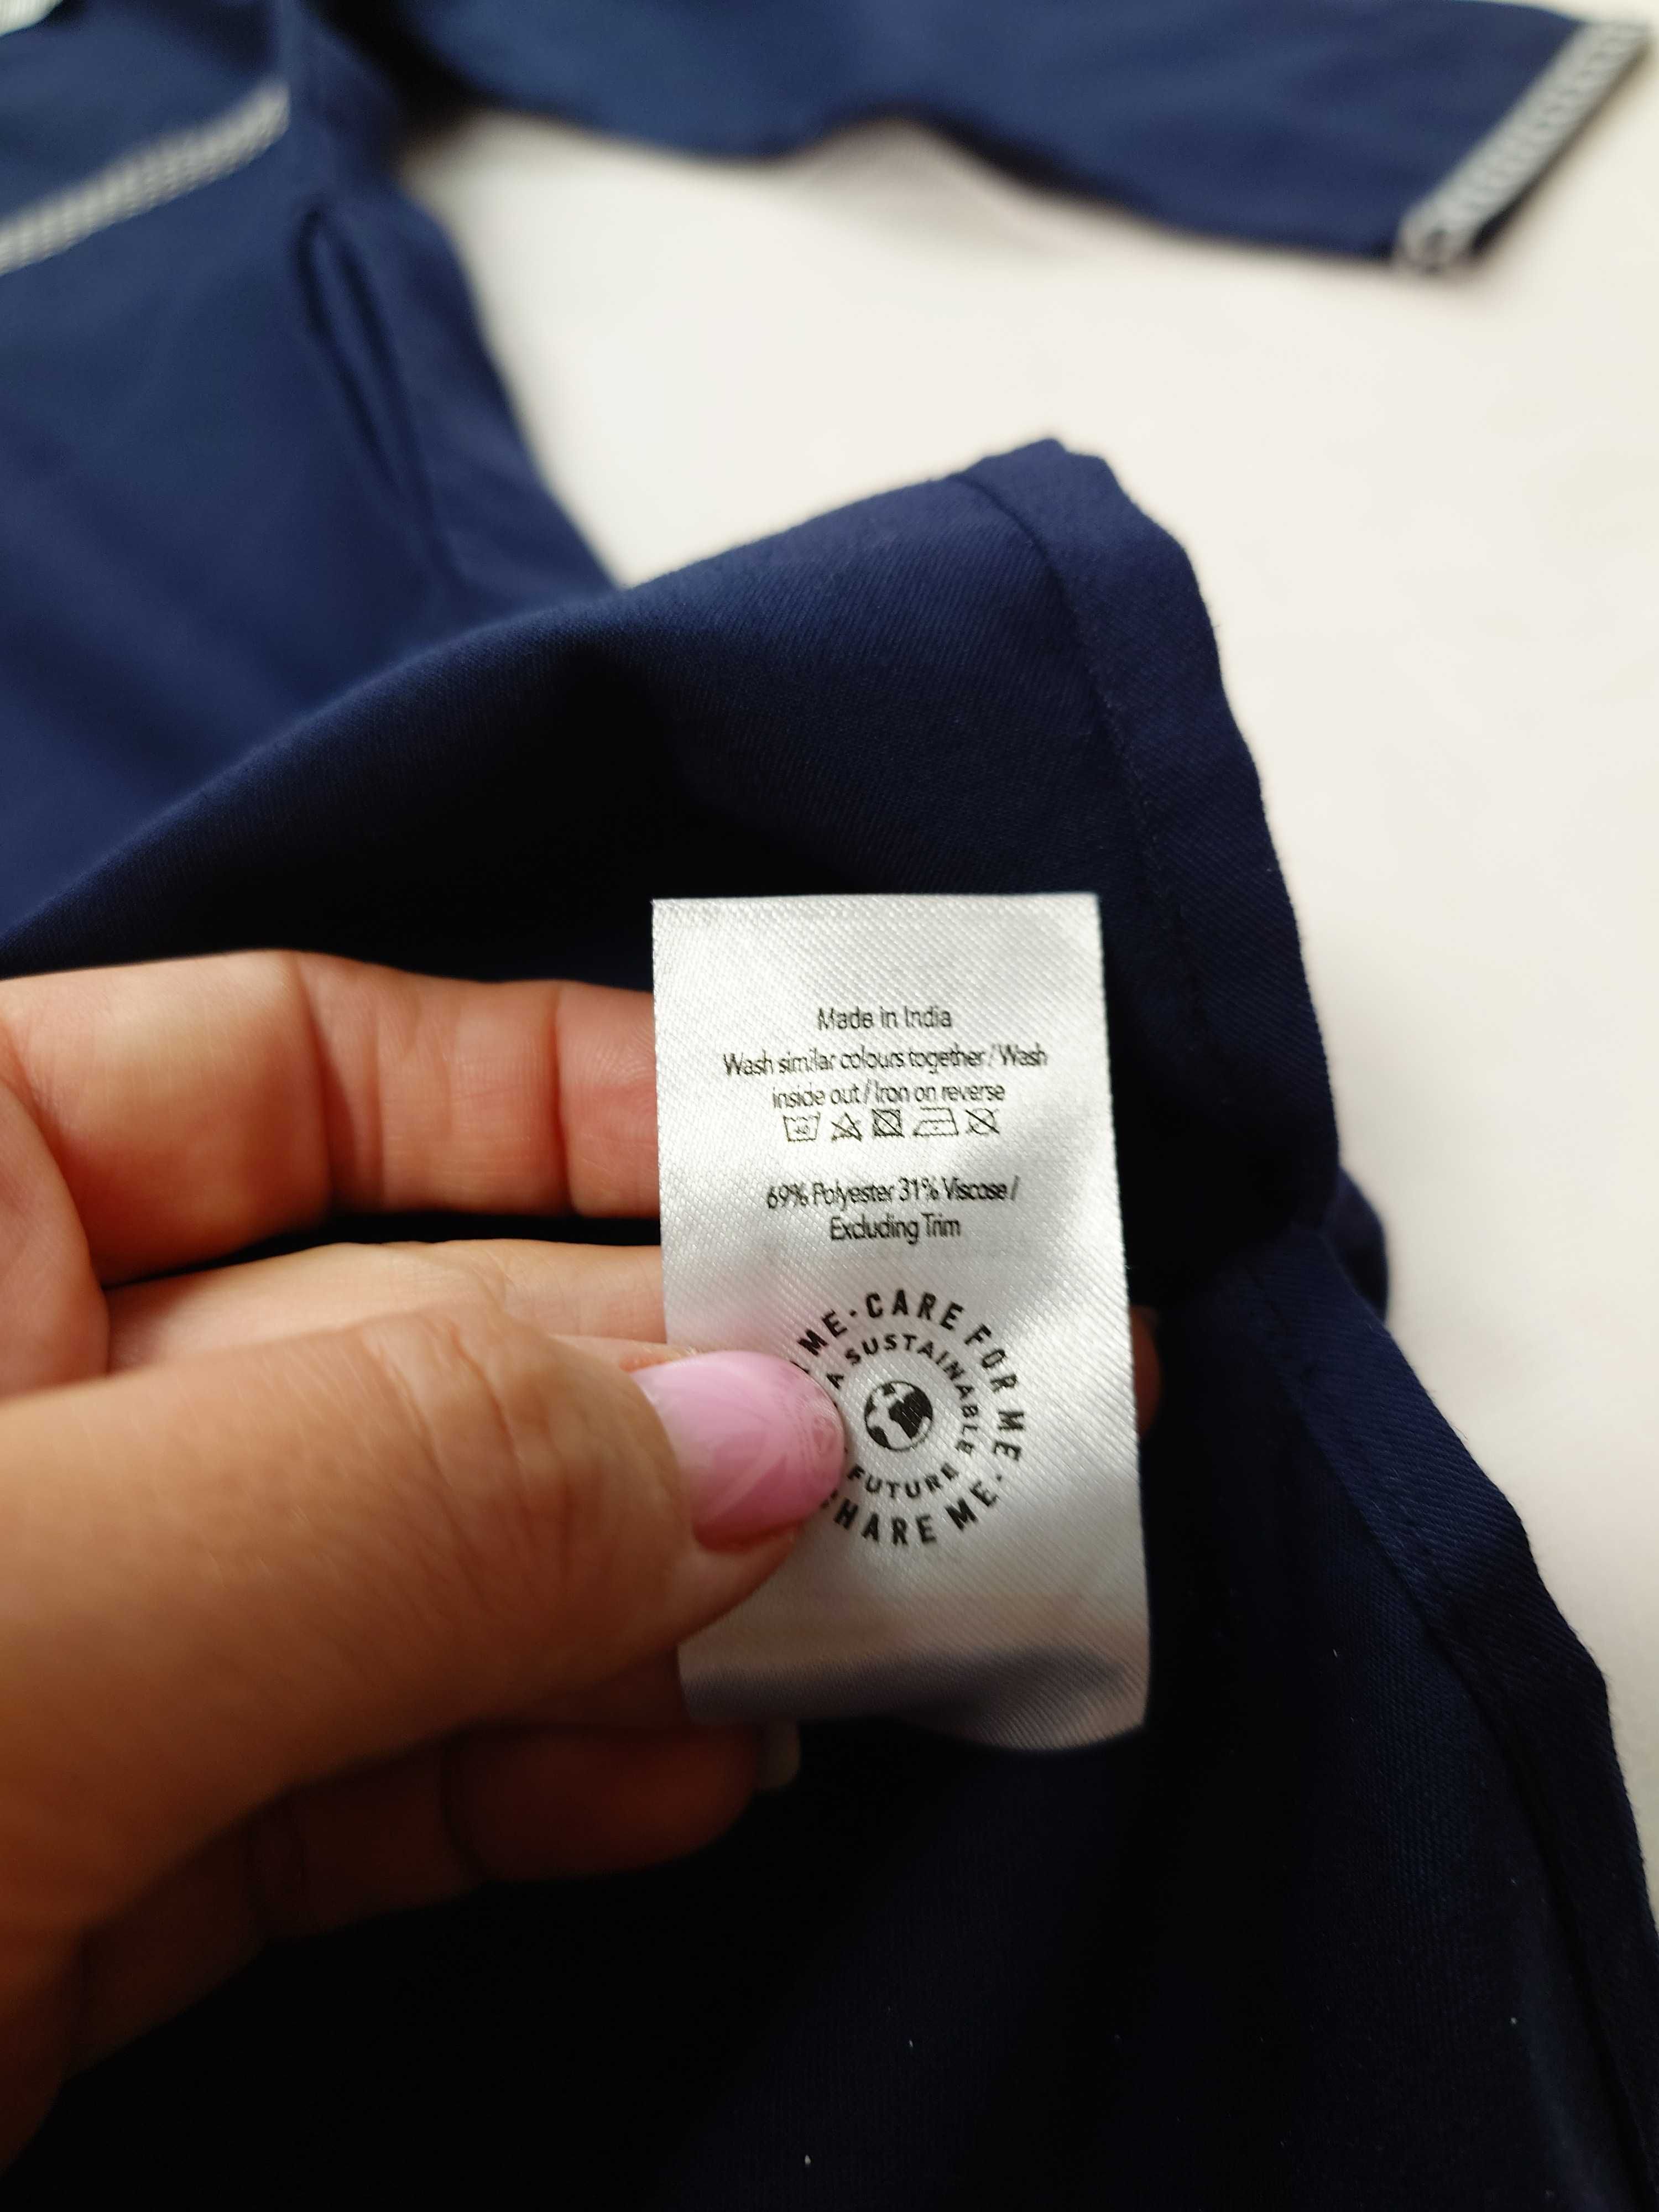 Made in India
Wash similar colours together / Wash
inside out / Iron on reverse
40
69% Polyester 31% Viscose /
Excluding Trim
ME · CARE FOR ME ·
HARE ME ·
A SUSTAINABLE
FUTURE